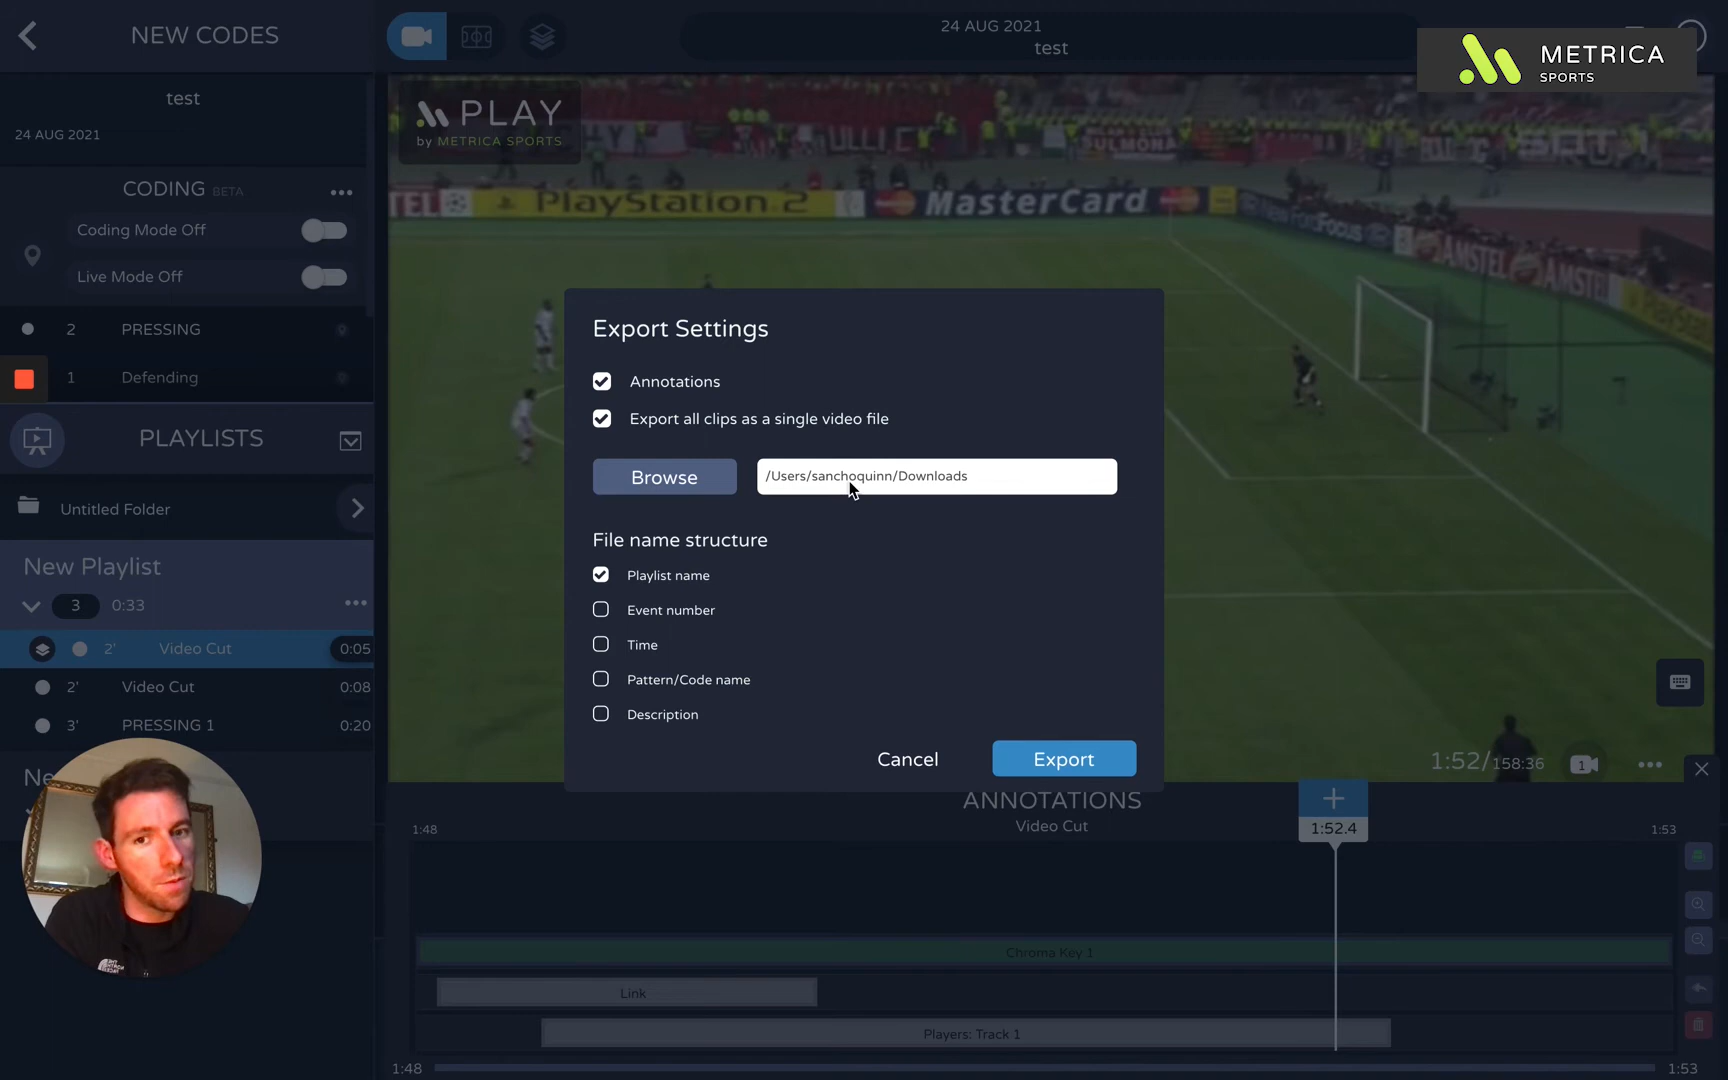 NEW CODES
24 AUG 2021
test
METRICA
SPORTS
test
24 AUG 2021
CODING BETA
Coding Mode Off
Live Mode Off
2 PRESSING
1 Defending
PLAYLISTS
Untitled Folder
New Playlist
3 0:33
2' Video Cut 0:05
2' Video Cut 0:08
3' PRESSING 1 0:20
Ne
PLAY
by METRICA SPORTS
PlayStation 2
MasterCard
AMSTEL
AMSTEL
Export Settings
Annotations
Export all clips as a single video file
Browse
/Users/sanchoquinn/Downloads
File name structure
Playlist name
Event number
Time
Pattern/Code name
Description
Cancel
Export
1:52/158:36
1
ANNOTATIONS
Video Cut
1:48
1:52.4
1:53
Chroma Key 1
Link
Players: Track 1
1:48
1:53